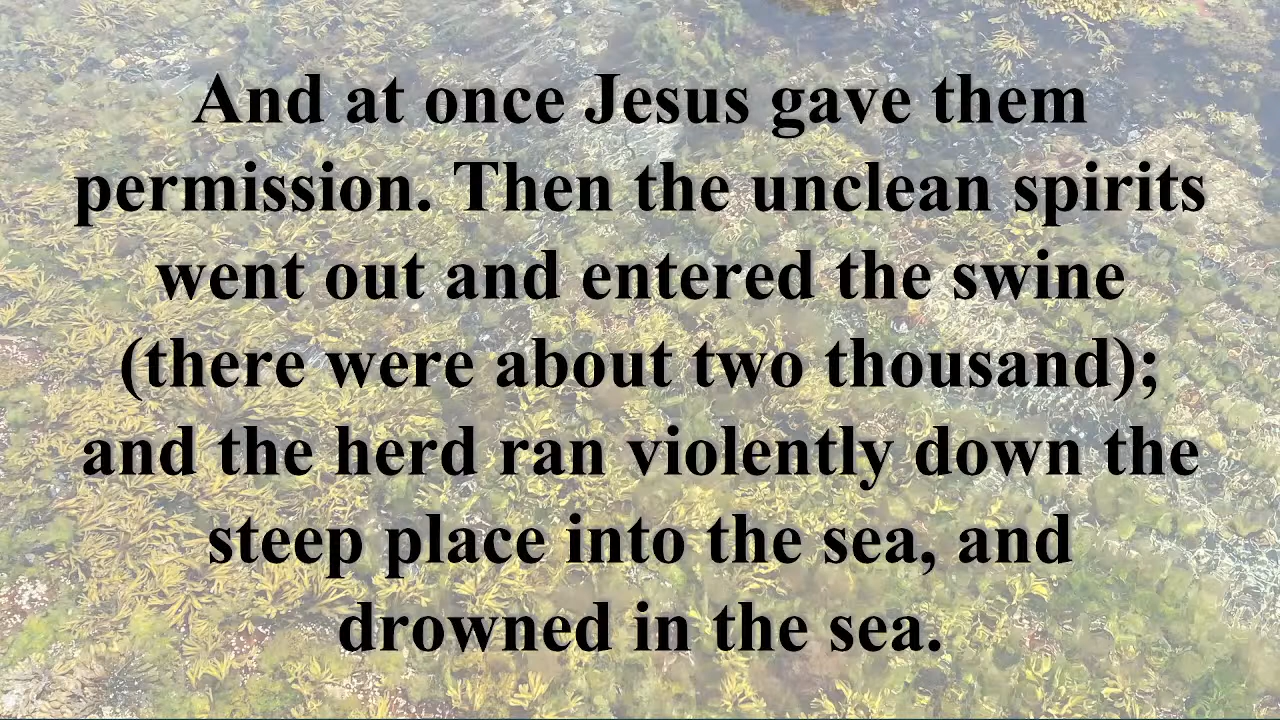 And at once Jesus gave them
permission. Then the unclean spirits
went out and entered the swine
(there were about two thousand);
and the herd ran violently down the
steep place into the sea, and
drowned in the sea.